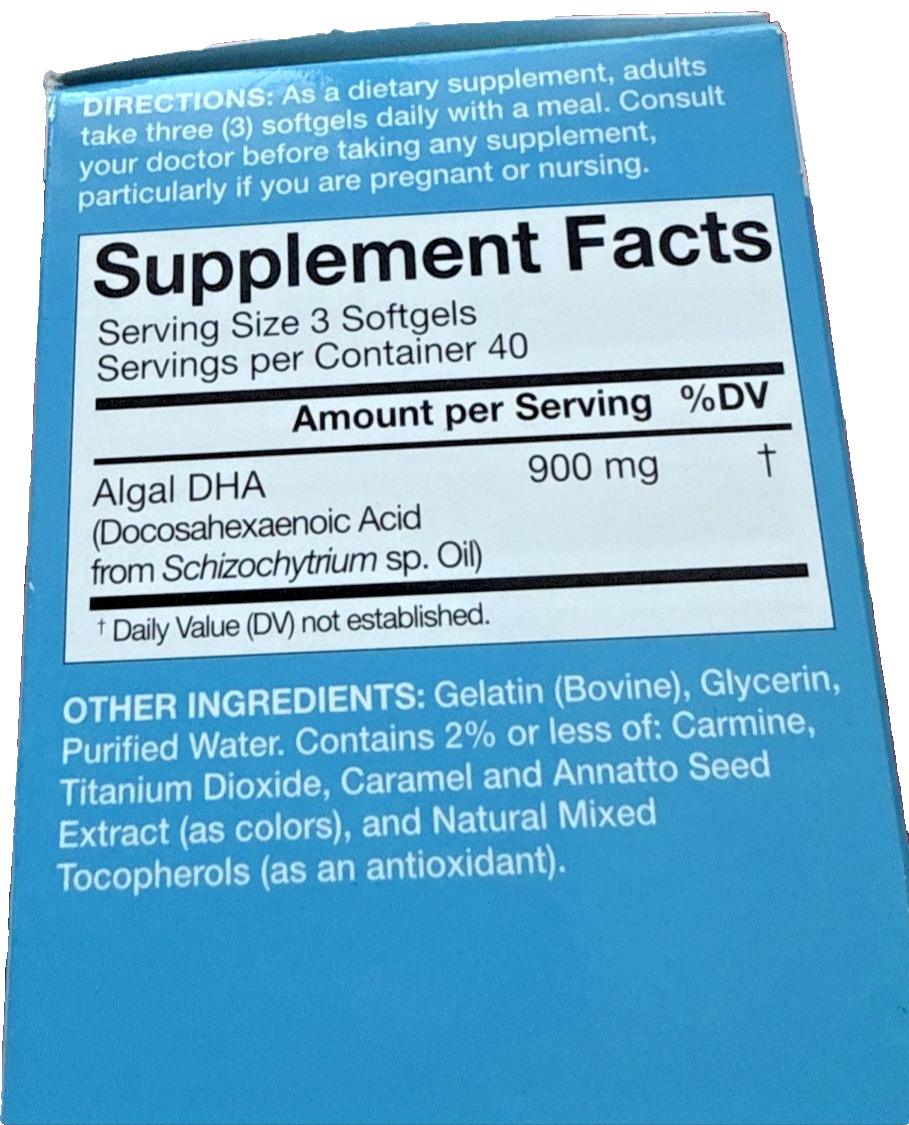 DIRECTIONS: As a dietary supplement, adults
take three (3) softgels daily with a meal. Consult
your doctor before taking any supplement,
particularly if you are pregnant or nursing.
Supplement Facts
Serving Size 3 Softgels
Servings per Container 40
Amount per Serving %DV
Algal DHA 900 mg †
(Docosahexaenoic Acid
from Schizochytrium sp. Oil)
† Daily Value (DV) not established.
OTHER INGREDIENTS: Gelatin (Bovine), Glycerin,
Purified Water. Contains 2% or less of: Carmine,
Titanium Dioxide, Caramel and Annatto Seed
Extract (as colors), and Natural Mixed
Tocopherols (as an antioxidant).